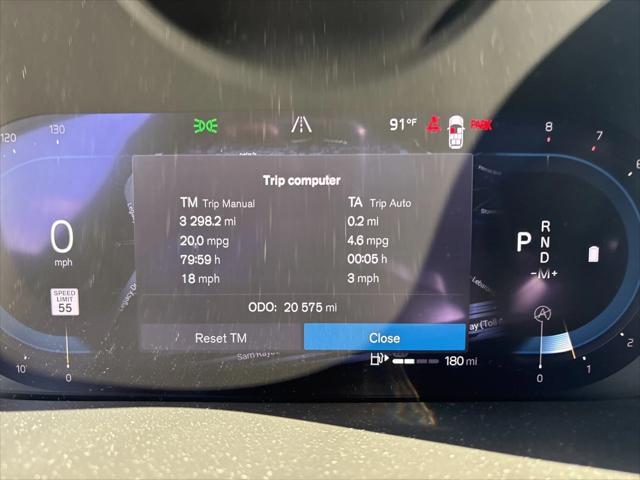 120 130 91°F PARK 8 7
Trip computer
TM Trip Manual TA Trip Auto
3 298.2 mi 0.2 mi
20.0 mpg 4.6 mpg
79:59 h 00:05 h
18 mph 3 mph
ODO: 20 575 mi
Reset TM Close
0
mph
SPEED
LIMIT
55
P
R
N
D
-M+
A
180 mi
10 0 0 1 2